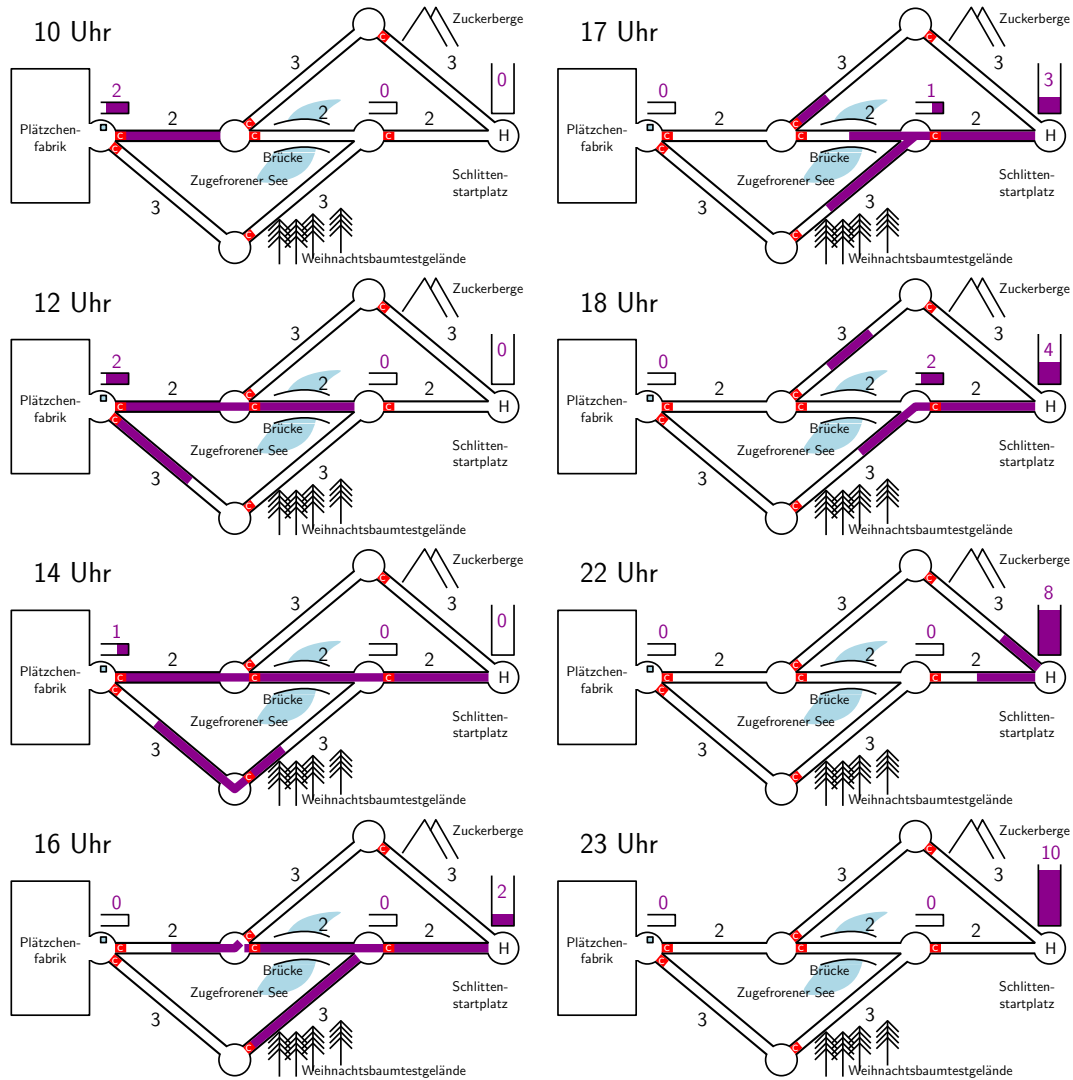 10 Uhr
Zuckerberge
C
3
3
2
0
0
Plätzchen-
fabrik
2
2
2
C
C
C
C
H
C
Brücke
Zugefrorener See
Schlitten-
startplatz
3
3
C
Weihnachtsbaumtestgelände
12 Uhr
Zuckerberge
C
3
3
2
0
0
Plätzchen-
fabrik
2
2
2
C
C
C
C
H
C
Brücke
Zugefrorener See
Schlitten-
startplatz
3
3
C
Weihnachtsbaumtestgelände
14 Uhr
Zuckerberge
C
3
3
1
0
0
Plätzchen-
fabrik
2
2
2
C
C
C
C
H
C
Brücke
Zugefrorener See
Schlitten-
startplatz
3
3
C
Weihnachtsbaumtestgelände
16 Uhr
Zuckerberge
C
3
3
0
0
2
Plätzchen-
fabrik
2
2
2
C
C
C
C
H
C
Brücke
Zugefrorener See
Schlitten-
startplatz
3
3
C
Weihnachtsbaumtestgelände
17 Uhr
Zuckerberge
C
3
3
0
1
3
Plätzchen-
fabrik
2
2
2
C
C
C
C
H
C
Brücke
Zugefrorener See
Schlitten-
startplatz
3
3
C
Weihnachtsbaumtestgelände
18 Uhr
Zuckerberge
C
3
3
0
2
4
Plätzchen-
fabrik
2
2
2
C
C
C
C
H
C
Brücke
Zugefrorener See
Schlitten-
startplatz
3
3
C
Weihnachtsbaumtestgelände
22 Uhr
Zuckerberge
C
3
3
0
0
8
Plätzchen-
fabrik
2
2
2
C
C
C
C
H
C
Brücke
Zugefrorener See
Schlitten-
startplatz
3
3
C
Weihnachtsbaumtestgelände
23 Uhr
Zuckerberge
C
3
3
0
0
10
Plätzchen-
fabrik
2
2
2
C
C
C
C
H
C
Brücke
Zugefrorener See
Schlitten-
startplatz
3
3
C
Weihnachtsbaumtestgelände